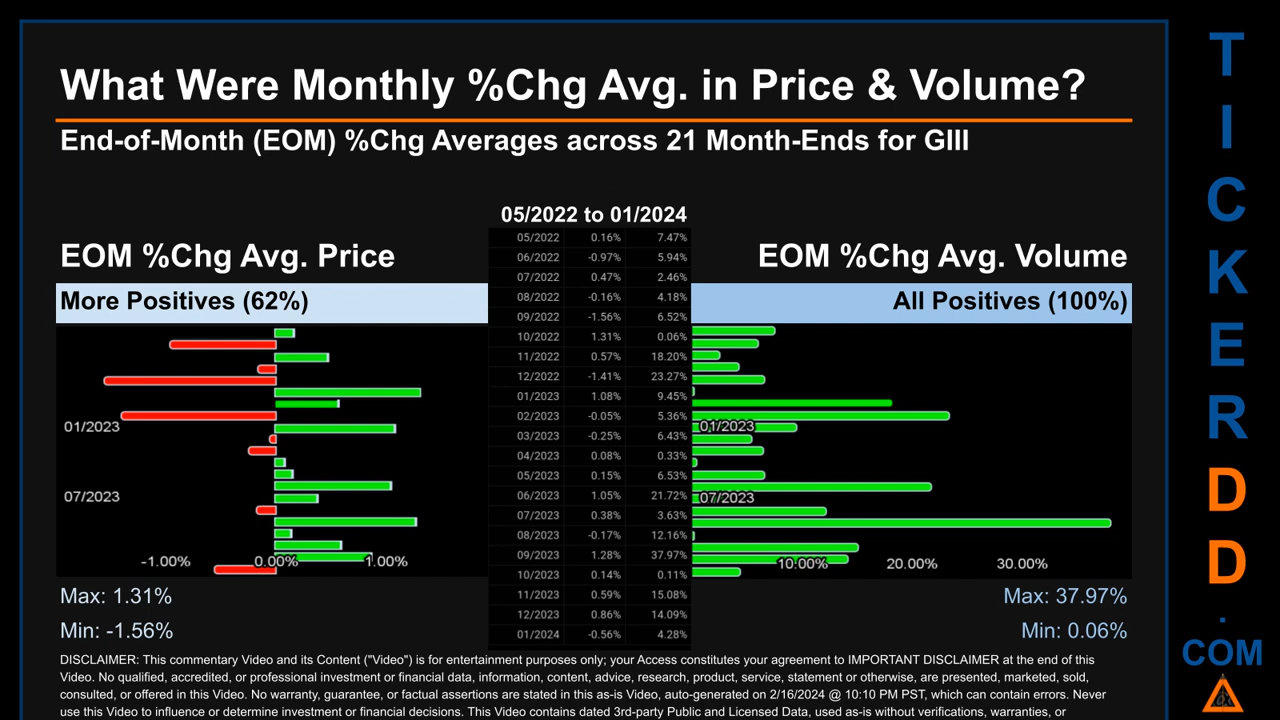 What Were Monthly %Chg Avg. in Price & Volume?
End-of-Month (EOM) %Chg Averages across 21 Month-Ends for GIII
05/2022 to 01/2024
EOM %Chg Avg. Price
EOM %Chg Avg. Volume
More Positives (62%)
All Positives (100%)
05/2022 0.16% 7.47%
06/2022 -0.97% 5.94%
07/2022 0.47% 2.46%
08/2022 -0.16% 4.18%
09/2022 -1.56% 6.52%
10/2022 1.31% 0.06%
11/2022 0.57% 18.20%
12/2022 -1.41% 23.27%
01/2023 1.08% 9.45%
02/2023 -0.05% 5.36%
03/2023 -0.25% 6.43%
04/2023 0.08% 0.33%
05/2023 0.15% 6.53%
06/2023 1.05% 21.72%
07/2023 0.38% 3.63%
08/2023 -0.17% 12.16%
09/2023 1.28% 37.97%
10/2023 0.14% 0.11%
11/2023 0.59% 15.08%
12/2023 0.86% 14.09%
01/2024 -0.56% 4.28%
01/2023
07/2023
-1.00% 0.00% 1.00%
01/2023
07/2023
10.00% 20.00% 30.00%
Max: 1.31%
Min: -1.56%
Max: 37.97%
Min: 0.06%
DISCLAIMER: This commentary Video and its Content ("Video") is for entertainment purposes only; your Access constitutes your agreement to IMPORTANT DISCLAIMER at the end of this
Video. No qualified, accredited, or professional investment or financial data, information, content, advice, research, product, service, statement or otherwise, are presented, marketed, sold,
consulted, or offered in this Video. No warranty, guarantee, or factual assertions are stated in this as-is Video, auto-generated on 2/16/2024 @ 10:10 PM PST, which can contain errors. Never
use this Video to influence or determine investment or financial decisions. This Video contains dated 3rd-party Public and Licensed Data, used as-is without verifications, warranties, or
T
I
C
K
E
R
D
D
.
COM